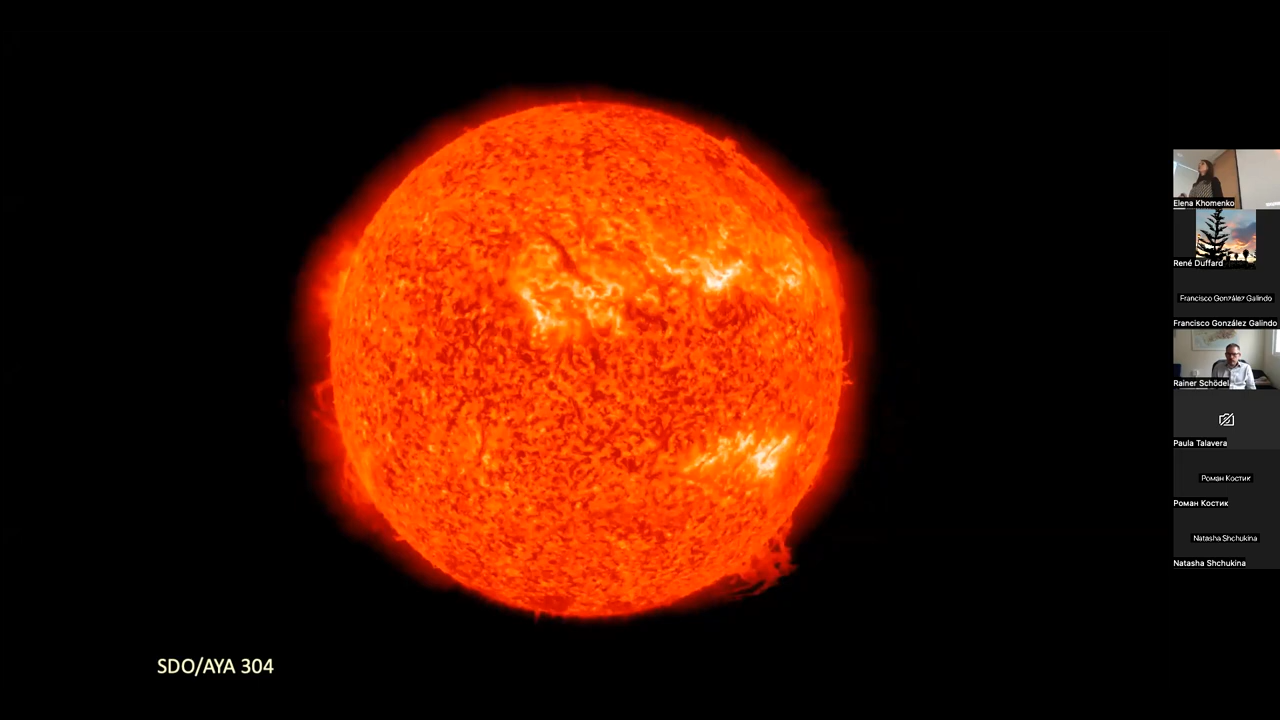 Elena Khomenko
René Duffard
Francisco González Galindo
Francisco González Galindo
Rainer Schödel
Paula Talavera
Роман Костик
Роман Костик
Natasha Shchukina
Natasha Shchukina
SDO/AYA 304